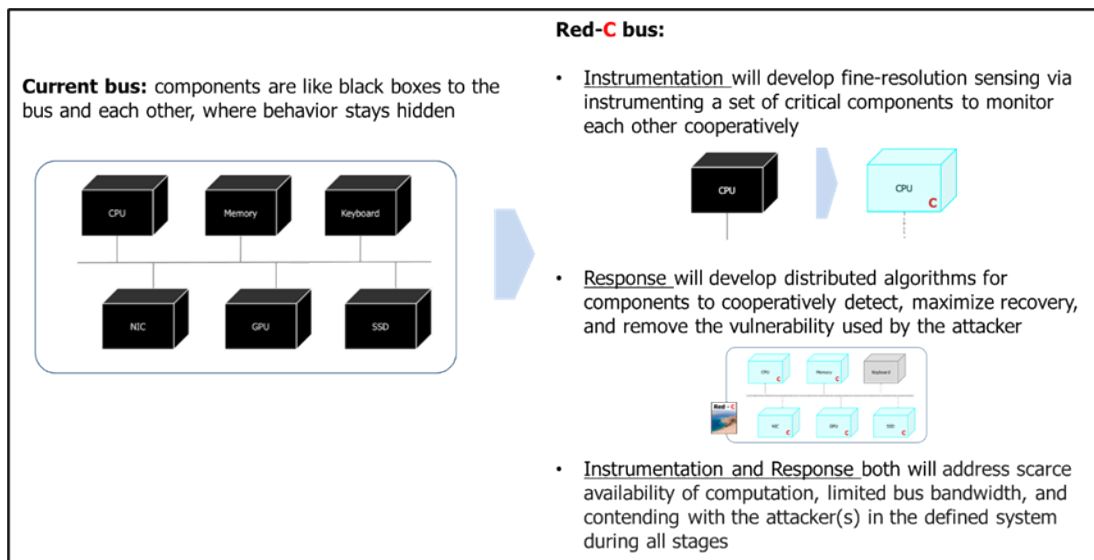 Current bus: components are like black boxes to the
bus and each other, where behavior stays hidden
CPU
Memory
Keyboard
NIC
GPU
SSD
Red-C bus:
• Instrumentation will develop fine-resolution sensing via
instrumenting a set of critical components to monitor
each other cooperatively
CPU
CPU
C
• Response will develop distributed algorithms for
components to cooperatively detect, maximize recovery,
and remove the vulnerability used by the attacker
CPU
C
Memory
C
Keyboard
Red - C
NIC
C
GPU
C
SSD
C
• Instrumentation and Response both will address scarce
availability of computation, limited bus bandwidth, and
contending with the attacker(s) in the defined system
during all stages